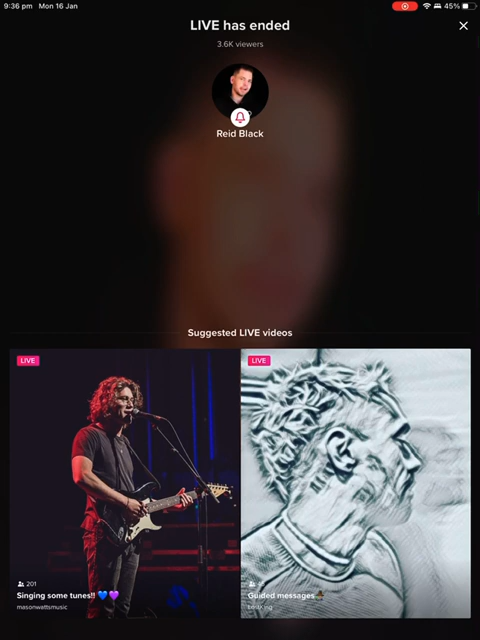 9:36 pm Mon 16 Jan
45%
LIVE has ended
3.6K viewers
Reid Black
Suggested LIVE videos
LIVE
LIVE
201
Singing some tunes!! 💙💜
masonwattsmusic
Guided messages